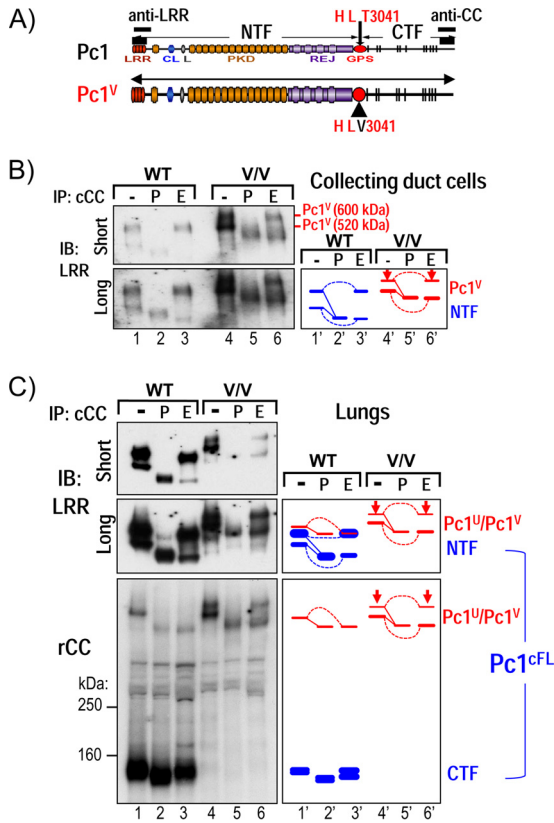 A)
anti-LRR
H L T3041
anti-CC
NTF
CTF
Pc1
LRR CL L PKD REJ GPS
Pc1V
H LV3041
B)
WT V/V
Collecting duct cells
IP: cCC - P E - P E
Pc1V (600 kDa)
Pc1V (520 kDa)
IB:
LRR
Short
Long
WT V/V
- P E - P E
Pc1V
NTF
1 2 3 4 5 6 1' 2' 3' 4' 5' 6'
C)
WT V/V
Lungs
IP: cCC - P E - P E
IB:
LRR
Short
Long
WT V/V
- P E - P E
Pc1U/Pc1V
NTF
rCC
Pc1U/Pc1V
Pc1cFL
kDa:
250
160
CTF
1 2 3 4 5 6 1' 2' 3' 4' 5' 6'